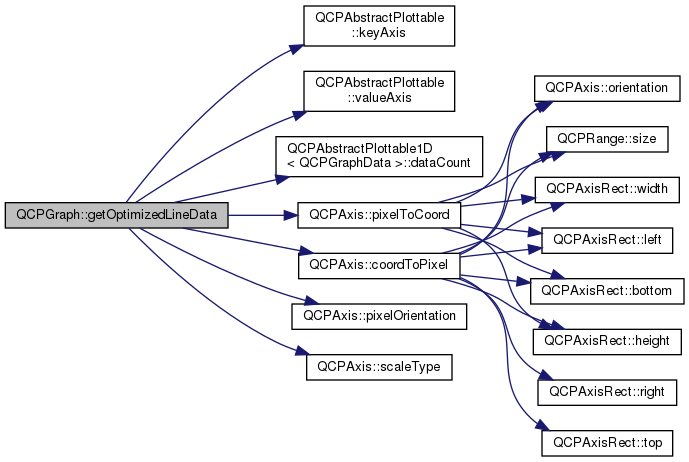 QCPGraph::getOptimizedLineData
QCPAbstractPlottable
::keyAxis
QCPAbstractPlottable
::valueAxis
QCPAbstractPlottable1D
< QCPGraphData >::dataCount
QCPAxis::pixelToCoord
QCPAxis::coordToPixel
QCPAxis::pixelOrientation
QCPAxis::scaleType
QCPAxis::orientation
QCPRange::size
QCPAxisRect::width
QCPAxisRect::left
QCPAxisRect::bottom
QCPAxisRect::height
QCPAxisRect::right
QCPAxisRect::top